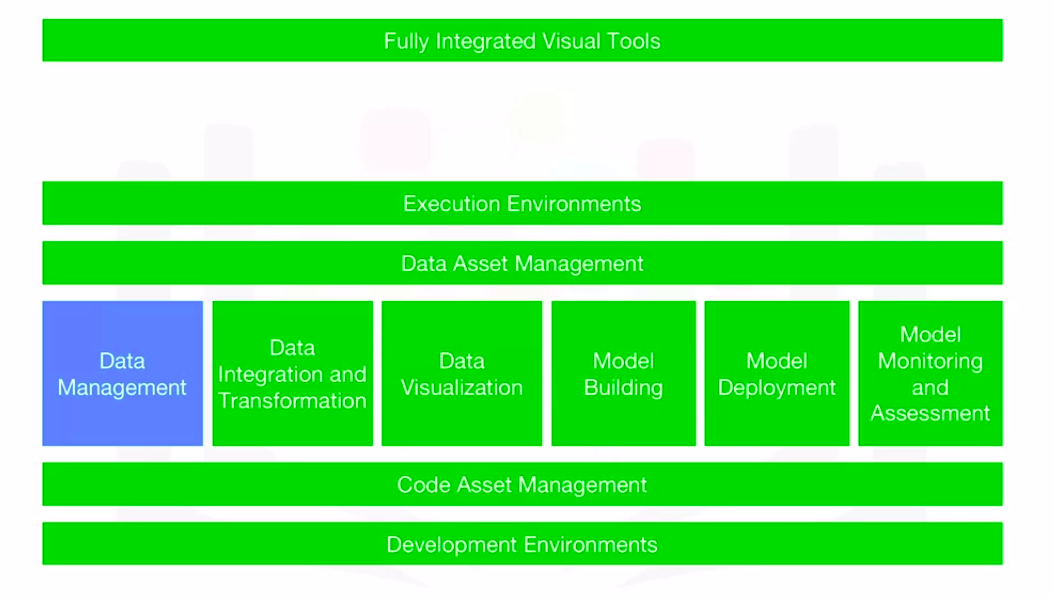 Fully Integrated Visual Tools
Execution Environments
Data Asset Management
Data
Management
Data
Integration and
Transformation
Data
Visualization
Model
Building
Model
Deployment
Model
Monitoring
and
Assessment
Code Asset Management
Development Environments